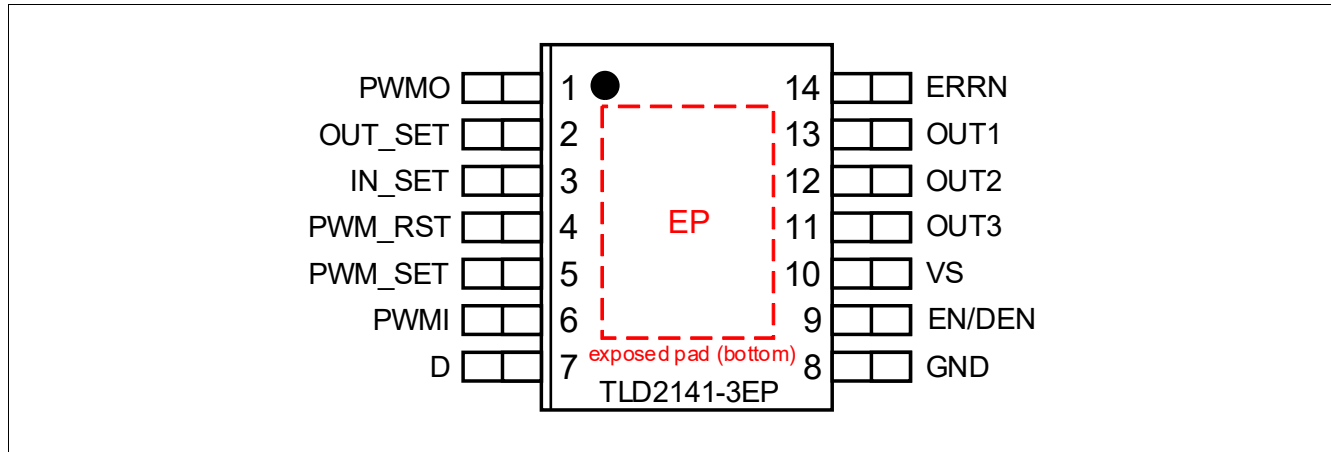 PWMO 1 14 ERRN
OUT_SET 2 13 OUT1
IN_SET 3 12 OUT2
PWM_RST 4 EP 11 OUT3
PWM_SET 5 10 VS
PWMI 6 9 EN/DEN
exposed pad (bottom)
D 7 8 GND
TLD2141-3EP